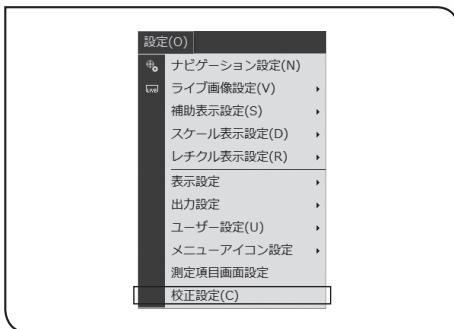 設定(O)
ナビゲーション設定(N)
LIVE ライブ画像設定(V)
補助表示設定(S)
スケール表示設定(D)
レチクル表示設定(R)
表示設定
出力設定
ユーザー設定(U)
メニューアイコン設定
測定項目画面設定
校正設定(C)